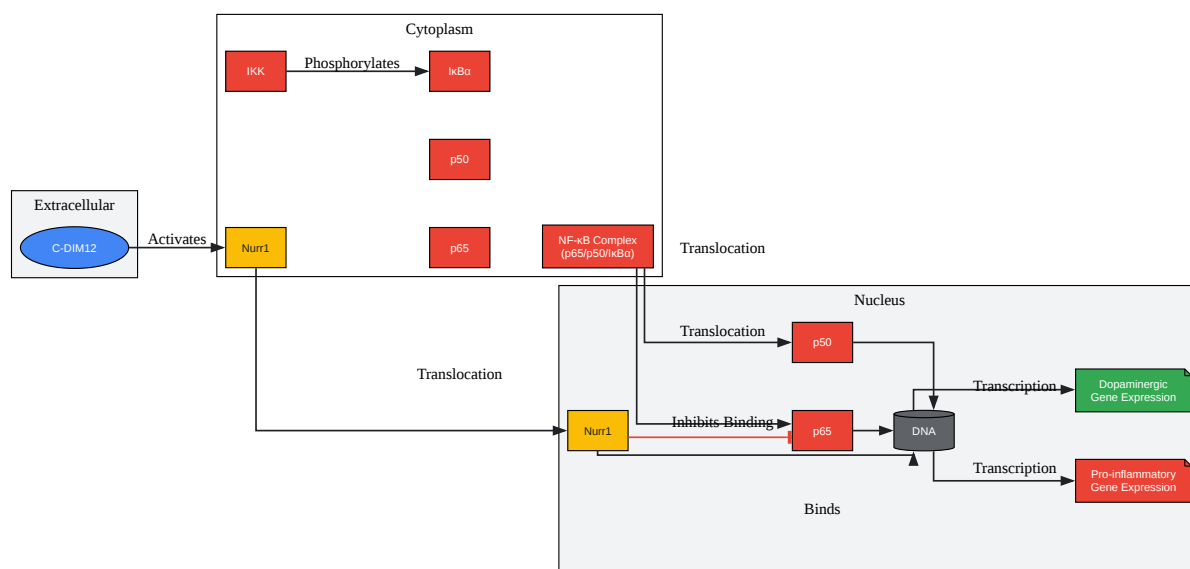 Cytoplasm
IKK
Phosphorylates
IκBα
p50
Extracellular
C-DIM12
Activates
Nurr1
p65
NF-κB Complex
(p65/p50/IκBα)
Translocation
Nucleus
Translocation
p50
Translocation
Dopaminergic
Gene Expression
Transcription
Nurr1
Inhibits Binding
p65
DNA
Transcription
Pro-inflammatory
Gene Expression
Binds